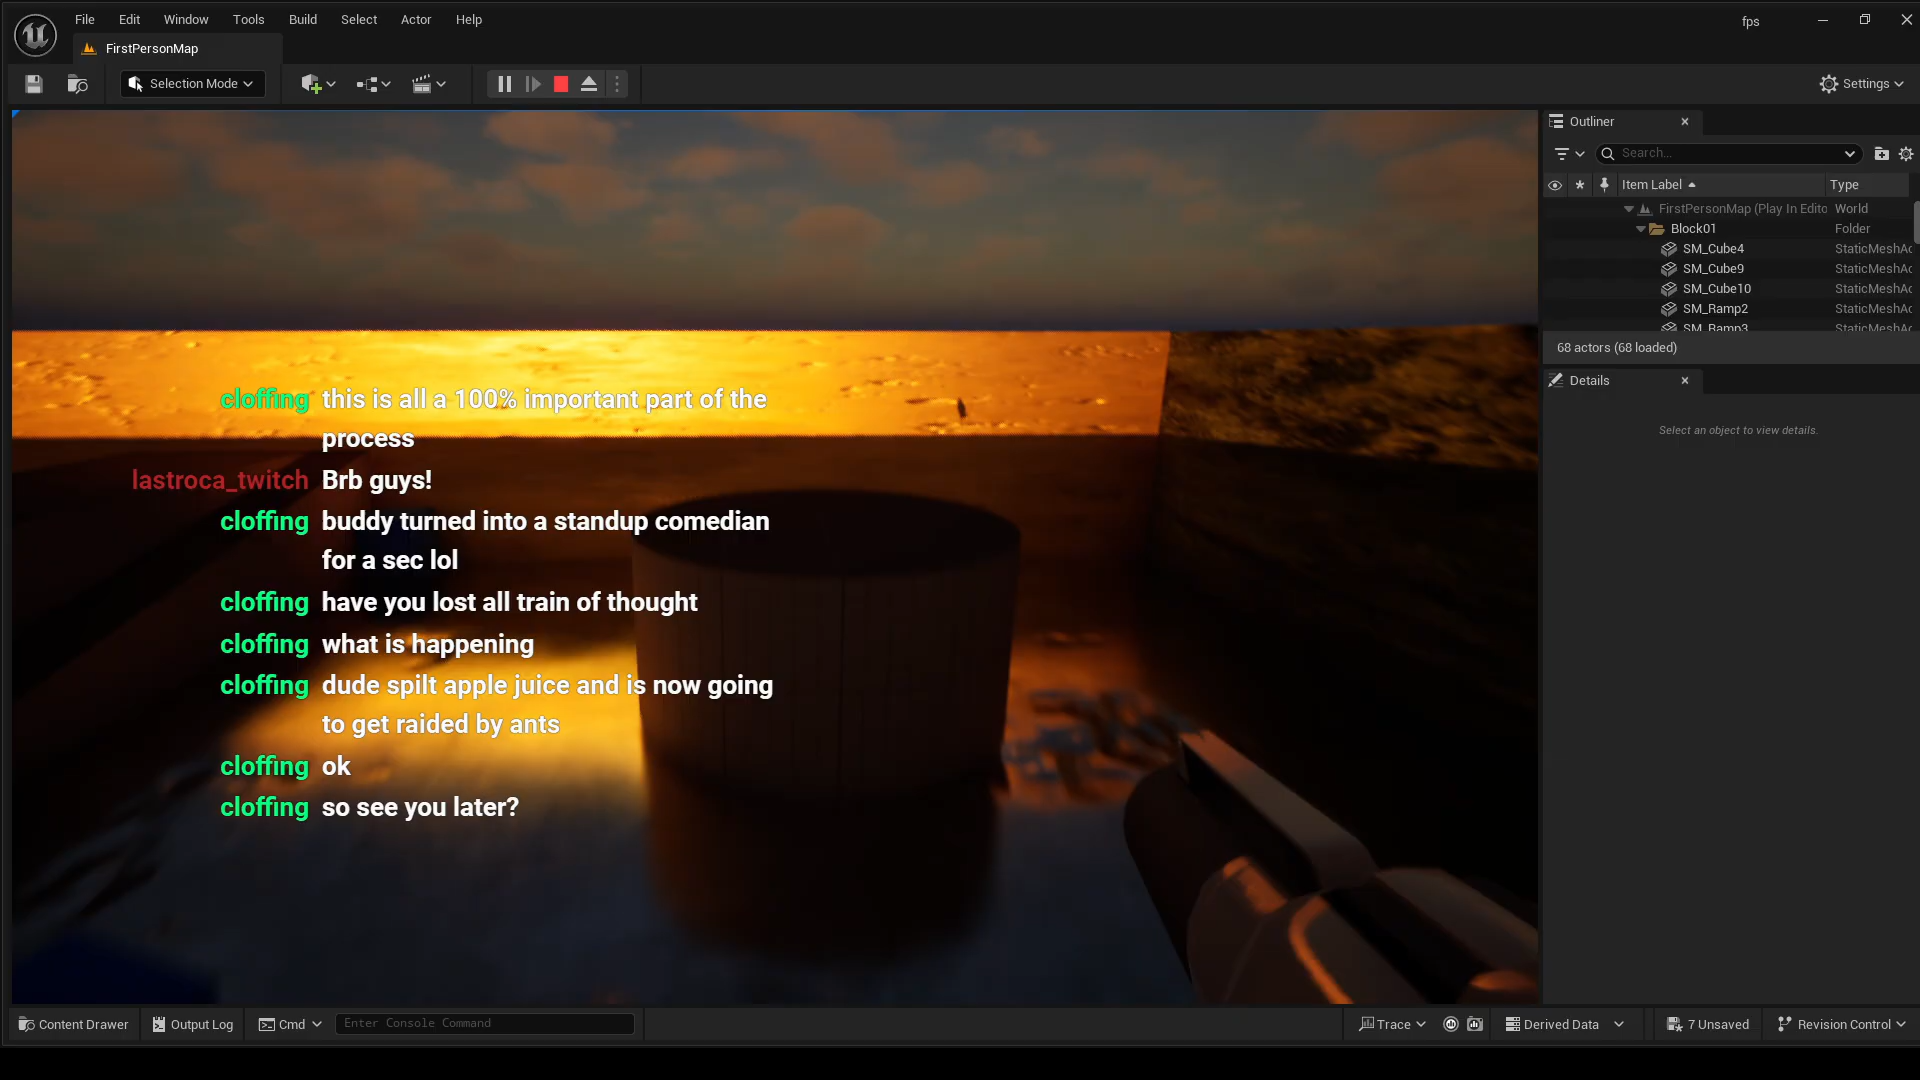 File Edit Window Tools Build Select Actor Help
fps
FirstPersonMap
Selection Mode
Settings
Outliner
Search...
Item Label Type
FirstPersonMap (Play In Edito World
Block01 Folder
SM_Cube4 StaticMeshAc
SM_Cube9 StaticMeshAc
SM_Cube10 StaticMeshAc
SM_Ramp2 StaticMeshAc
SM_Ramp3 StaticMeshAc
68 actors (68 loaded)
Details
Select an object to view details.
cloffing this is all a 100% important part of the
process
lastroca_twitch Brb guys!
cloffing buddy turned into a standup comedian
for a sec lol
cloffing have you lost all train of thought
cloffing what is happening
cloffing dude spilt apple juice and is now going
to get raided by ants
cloffing ok
cloffing so see you later?
Content Drawer Output Log Cmd Enter Console Command Trace Derived Data 7 Unsaved Revision Control